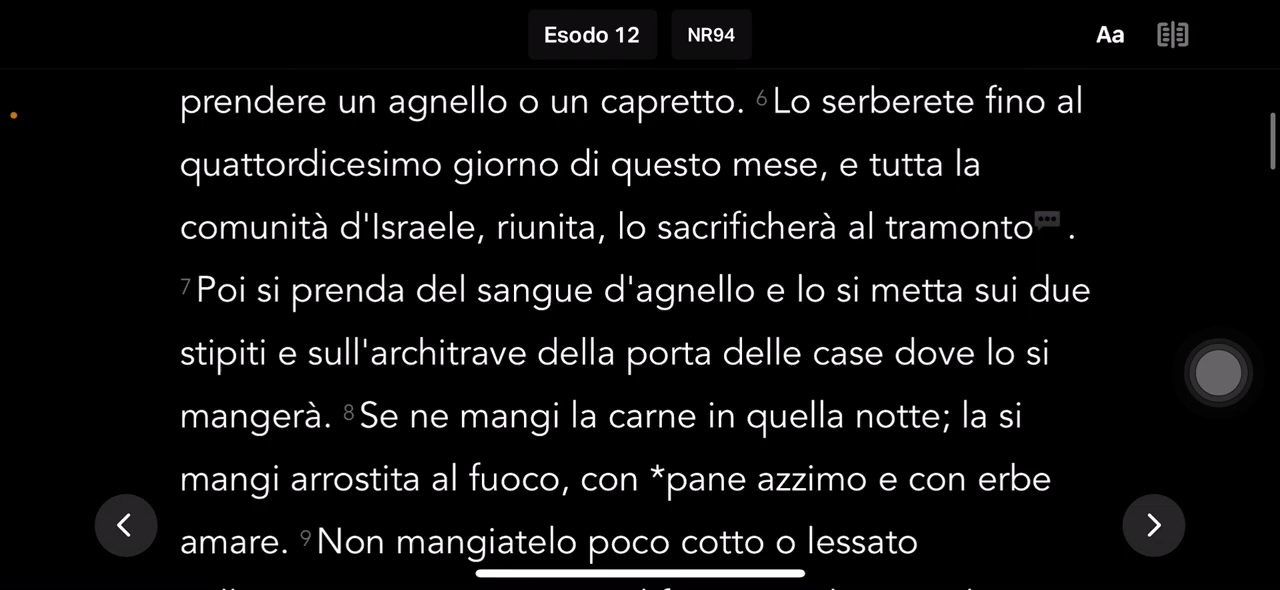 Esodo 12 NR94 Aa
prendere un agnello o un capretto. 6 Lo serberete fino al
quattordicesimo giorno di questo mese, e tutta la
comunità d'Israele, riunita, lo sacrificherà al tramonto .
7 Poi si prenda del sangue d'agnello e lo si metta sui due
stipiti e sull'architrave della porta delle case dove lo si
mangerà. 8 Se ne mangi la carne in quella notte; la si
mangi arrostita al fuoco, con *pane azzimo e con erbe
amare. 9 Non mangiatelo poco cotto o lessato